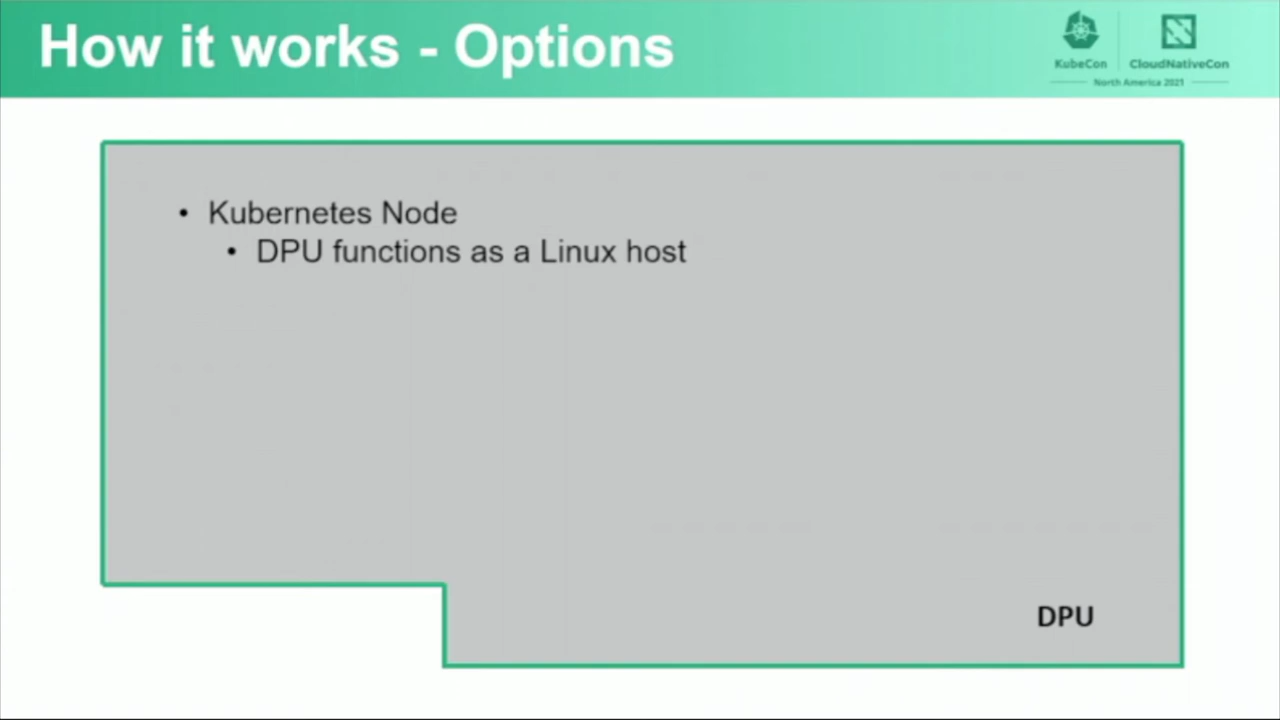 How it works - Options
KubeCon
CloudNativeCon
North America 2021
• Kubernetes Node
• DPU functions as a Linux host
DPU